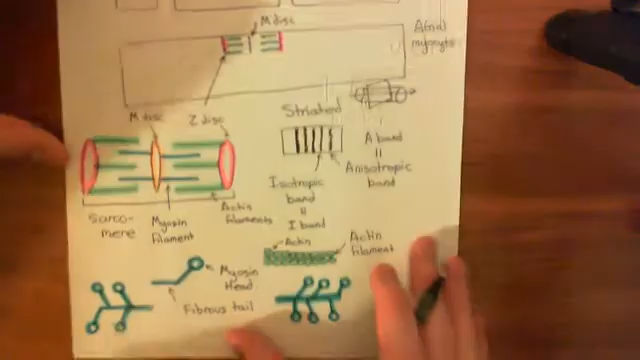 M disc
Atrial
myocyte
M disc
Z disc
Striated
A band
=
Anisotropic
band
Isotropic
band
=
I band
Sarco-
mere
Myosin
filament
Actin
filaments
Actin
Actin
filament
Myosin
Head
Fibrous tail